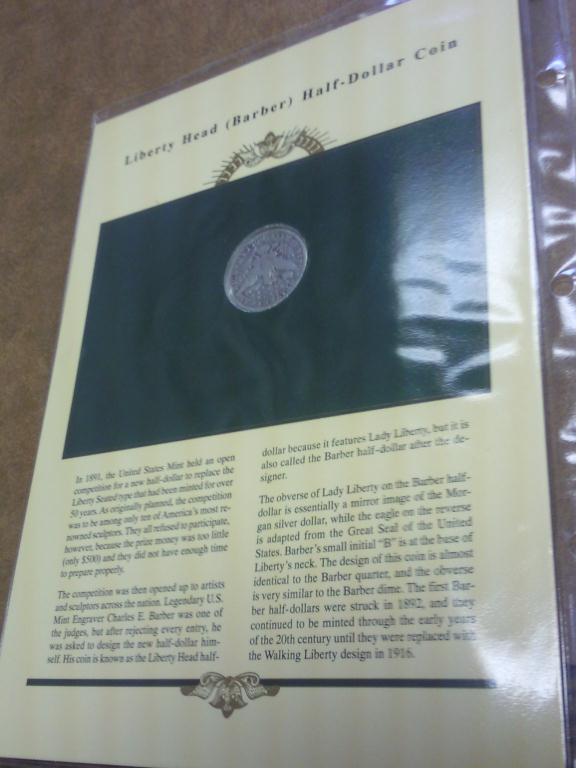 Liberty Head (Barber) Half-Dollar Coin
In 1891, the United States Mint held an open
competition for a new half-dollar to replace the
Liberty Seated type that had been minted for over
50 years. As originally planned, the competition
was to be among only ten of America's most re-
nowned sculptors. They all refused to participate,
however, because the prize money was too little
(only $500) and they did not have enough time
to prepare properly.
The competition was then opened up to artists
and sculptors across the nation. Legendary U.S.
Mint Engraver Charles E. Barber was one of
the judges, but after rejecting every entry, he
was asked to design the new half-dollar him-
self. His coin is known as the Liberty Head half-
dollar because it features Lady Liberty, but it is
also called the Barber half-dollar after the de-
signer.
The obverse of Lady Liberty on the Barber half-
dollar is essentially a mirror image of the Mor-
gan silver dollar, while the eagle on the reverse
is adapted from the Great Seal of the United
States. Barber's small initial "B" is at the base of
Liberty's neck. The design of this coin is almost
identical to the Barber quarter, and the obverse
is very similar to the Barber dime. The first Bar-
ber half-dollars were struck in 1892, and they
continued to be minted through the early years
of the 20th century until they were replaced with
the Walking Liberty design in 1916.